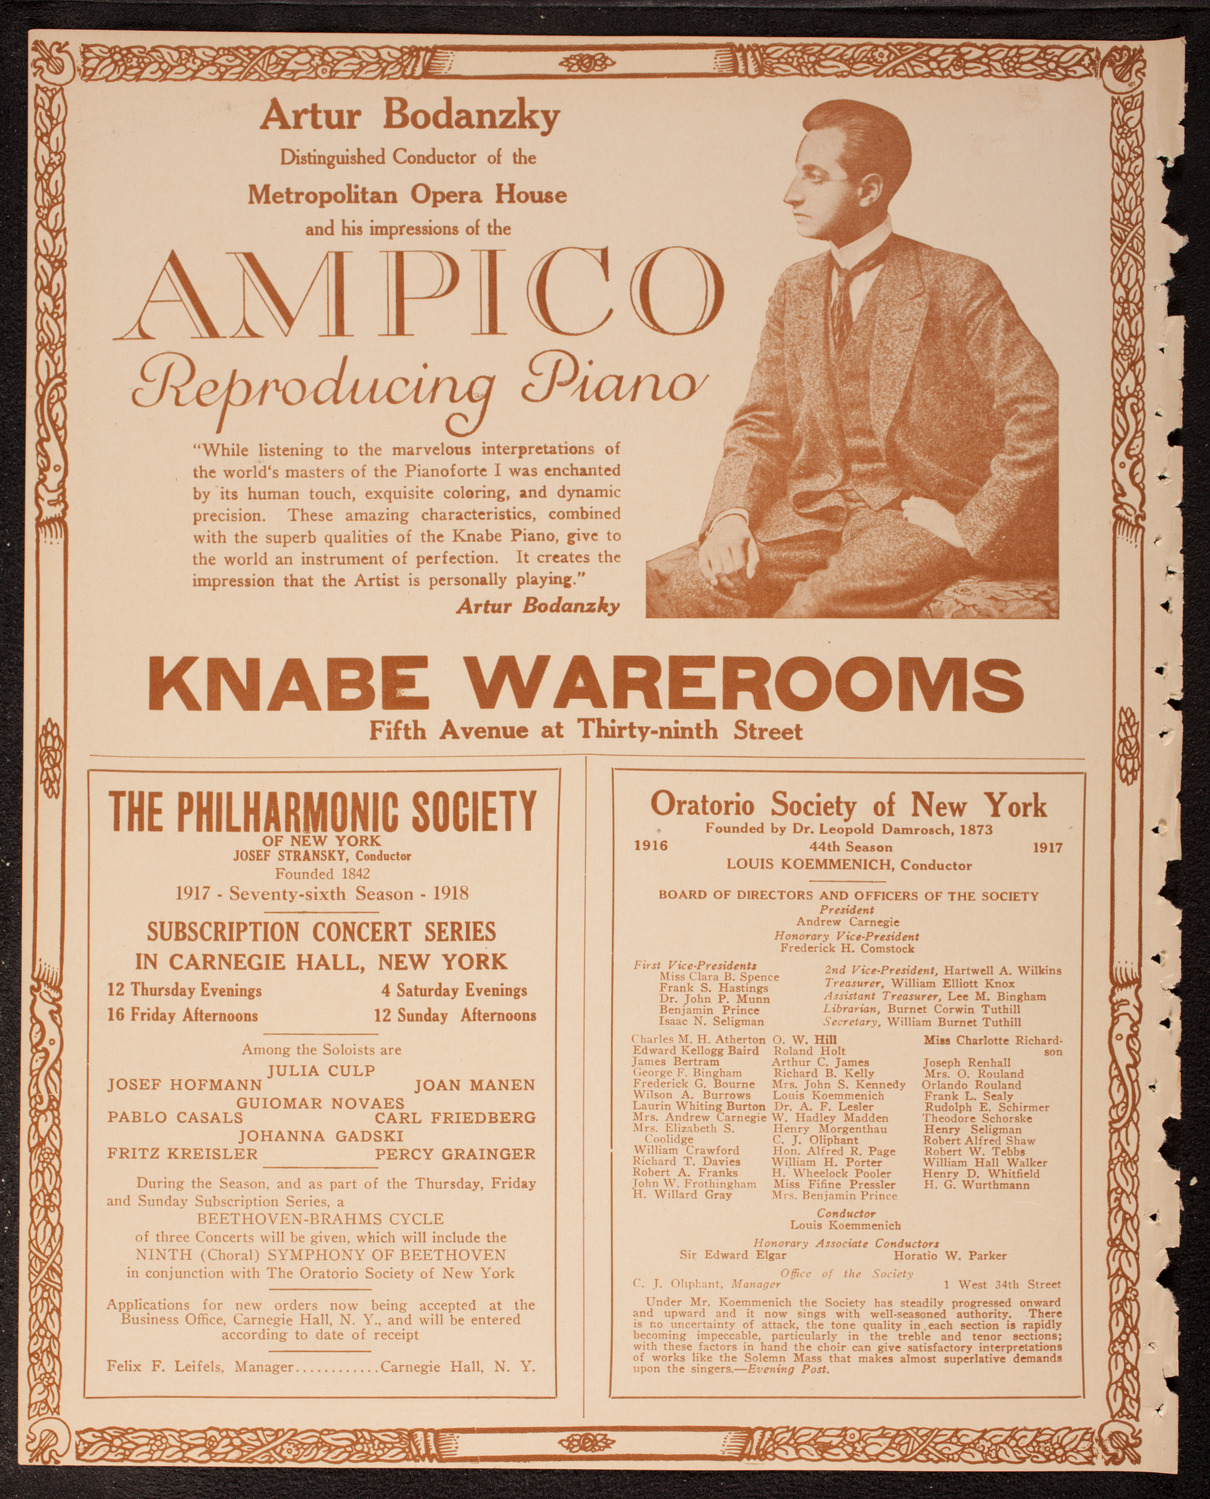 Artur Bodanzky
Distinguished Conductor of the
Metropolitan Opera House
and his impressions of the
AMPICO
Reproducing Piano
"While listening to the marvelous interpretations of
the world's masters of the Pianoforte I was enchanted
by its human touch, exquisite coloring, and dynamic
precision. These amazing characteristics, combined
with the superb qualities of the Knabe Piano, give to
the world an instrument of perfection. It creates the
impression that the Artist is personally playing."
Artur Bodanzky
KNABE WAREROOMS
Fifth Avenue at Thirty-ninth Street
THE PHILHARMONIC SOCIETY
OF NEW YORK
JOSEF STRANSKY, Conductor
Founded 1842
1917 - Seventy-sixth Season - 1918
SUBSCRIPTION CONCERT SERIES
IN CARNEGIE HALL, NEW YORK
12 Thursday Evenings 4 Saturday Evenings
16 Friday Afternoons 12 Sunday Afternoons
Among the Soloists are
JULIA CULP
JOSEF HOFMANN JOAN MANEN
GUIOMAR NOVAES
PABLO CASALS CARL FRIEDBERG
JOHANNA GADSKI
FRITZ KREISLER PERCY GRAINGER
During the Season, and as part of the Thursday, Friday
and Sunday Subscription Series, a
BEETHOVEN-BRAHMS CYCLE
of three Concerts will be given, which will include the
NINTH (Choral) SYMPHONY OF BEETHOVEN
in conjunction with The Oratorio Society of New York
Applications for new orders now being accepted at the
Business Office, Carnegie Hall, N. Y., and will be entered
according to date of receipt
Felix F. Leifels, Manager............Carnegie Hall, N. Y.
Oratorio Society of New York
Founded by Dr. Leopold Damrosch, 1873
1916 44th Season 1917
LOUIS KOEMMENICH, Conductor
BOARD OF DIRECTORS AND OFFICERS OF THE SOCIETY
President
Andrew Carnegie
Honorary Vice-President
Frederick H. Comstock
First Vice-Presidents
Miss Clara B. Spence
Frank S. Hastings
Dr. John P. Munn
Benjamin Prince
Isaac N. Seligman
2nd Vice-President, Hartwell A. Wilkins
Treasurer, William Elliott Knox
Assistant Treasurer, Lee M. Bingham
Librarian, Burnet Corwin Tuthill
Secretary, William Burnet Tuthill
Charles M. H. Atherton
Edward Kellogg Baird
James Bertram
George F. Bingham
Frederick G. Bourne
Wilson A. Burrows
Laurin Whiting Burton
Mrs. Andrew Carnegie
Mrs. Elizabeth S.
Coolidge
William Crawford
Richard T. Davies
Robert A. Franks
John W. Frothingham
H. Willard Gray
O. W. Hill
Roland Holt
Arthur C. James
Richard B. Kelly
Mrs. John S. Kennedy
Louis Koemmenich
Dr. A. F. Lesler
W. Hadley Madden
Henry Morgenthau
C. J. Oliphant
Hon. Alfred R. Page
William H. Porter
H. Wheelock Pooler
Miss Fifine Pressler
Mrs. Benjamin Prince
Miss Charlotte Richard-
son
Joseph Renhall
Mrs. O. Rouland
Orlando Rouland
Frank L. Sealy
Rudolph E. Schirmer
Theodore Schorske
Henry Seligman
Robert Alfred Shaw
Robert W. Tebbs
William Hall Walker
Henry D. Whitfield
H. G. Wurthmann
Conductor
Louis Koemmenich
Honorary Associate Conductors
Sir Edward Elgar Horatio W. Parker
Office of the Society
C. J. Oliphant, Manager 1 West 34th Street
Under Mr. Koemmenich the Society has steadily progressed onward
and upward and it now sings with well-seasoned authority. There
is no uncertainty of attack, the tone quality in each section is rapidly
becoming impeccable, particularly in the treble and tenor sections;
with these factors in hand the choir can give satisfactory interpretations
of works like the Solemn Mass that makes almost superlative demands
upon the singers.—Evening Post.